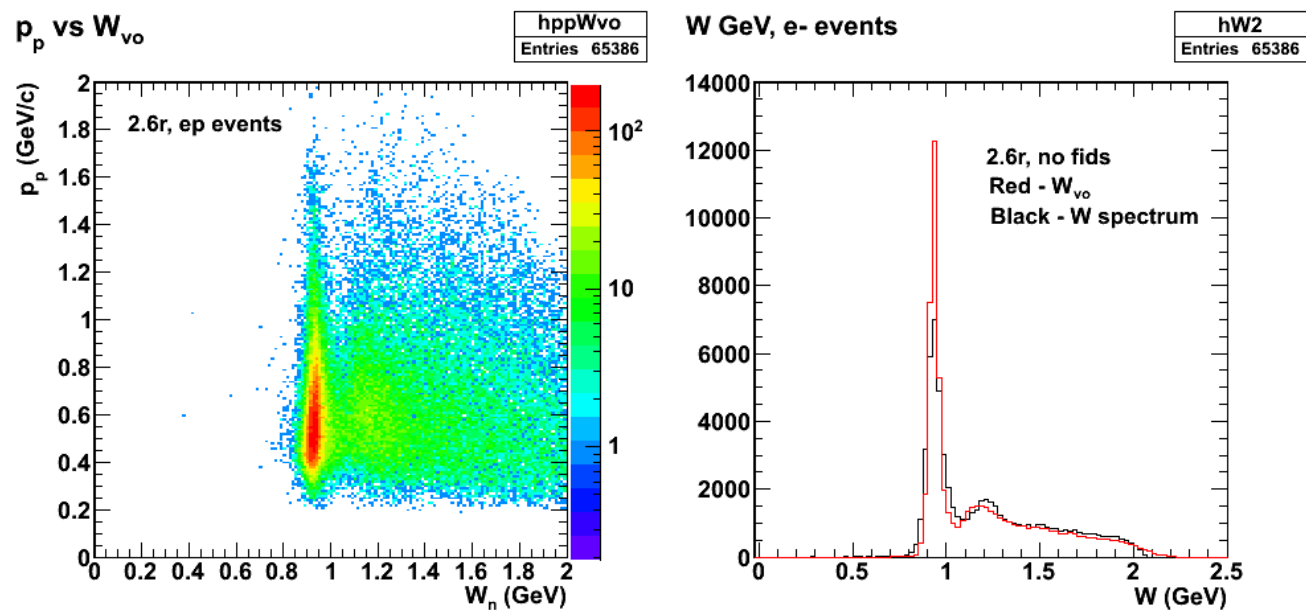 p_p vs W_vo
hppWvo
Entries 65386
p_p (GeV/c)
2
1.8
1.6
1.4
1.2
1
0.8
0.6
0.4
0.2
0
2.6r, ep events
10^2
10
1
0 0.2 0.4 0.6 0.8 1 1.2 1.4 1.6 1.8 2
W_n (GeV)
W GeV, e- events
hW2
Entries 65386
14000
12000
10000
8000
6000
4000
2000
0
2.6r, no fids
Red - W_vo
Black - W spectrum
0 0.5 1 1.5 2 2.5
W (GeV)